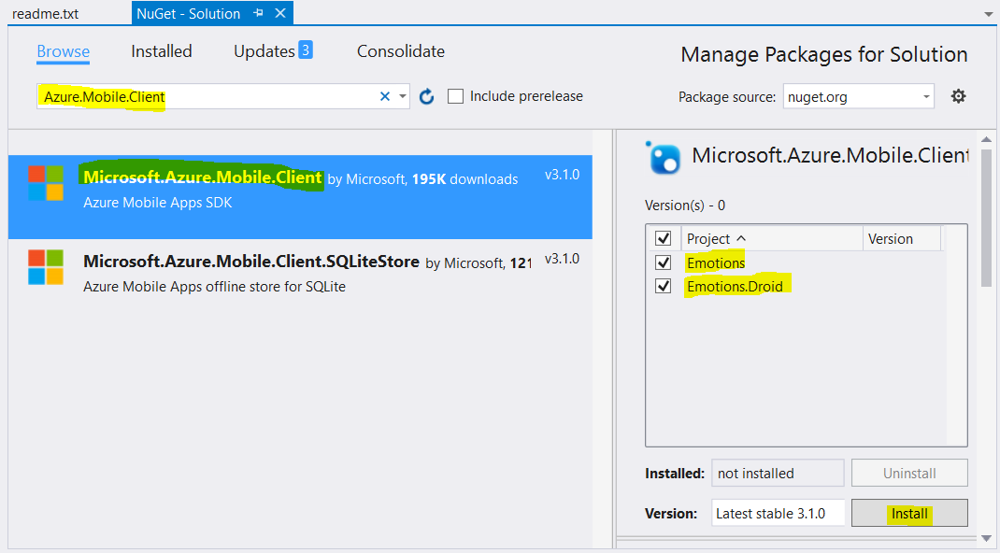 readme.txt
NuGet - Solution
Browse Installed Updates 3 Consolidate
Manage Packages for Solution
Azure.Mobile.Client
Include prerelease
Package source: nuget.org
Microsoft.Azure.Mobile.Client by Microsoft, 195K downloads v3.1.0
Azure Mobile Apps SDK
Microsoft.Azure.Mobile.Client.SQLiteStore by Microsoft, 121 v3.1.0
Azure Mobile Apps offline store for SQLite
Microsoft.Azure.Mobile.Client
Version(s) - 0
Project Version
Emotions
Emotions.Droid
Installed: not installed Uninstall
Version: Latest stable 3.1.0 Install